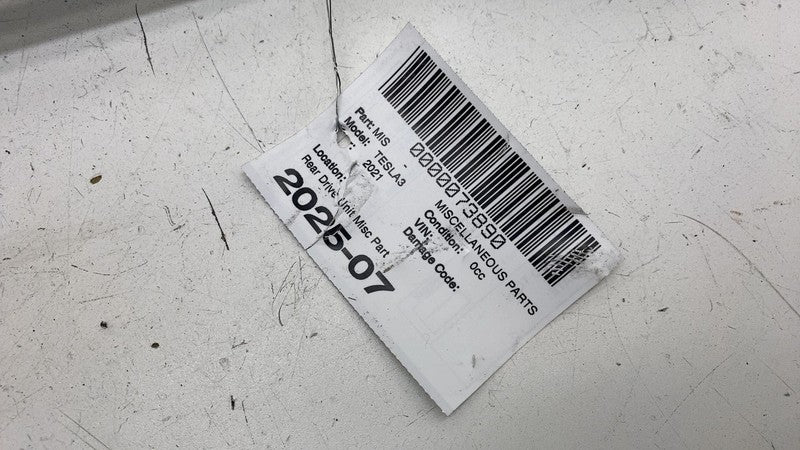 0000073890
Part: MIS - MISCELLANEOUS PARTS
Model: TESLA3 Condition: 0cc
2021 VIN:
Damage Code:
Location:
Rear Drive Unit Misc Part
2025-07